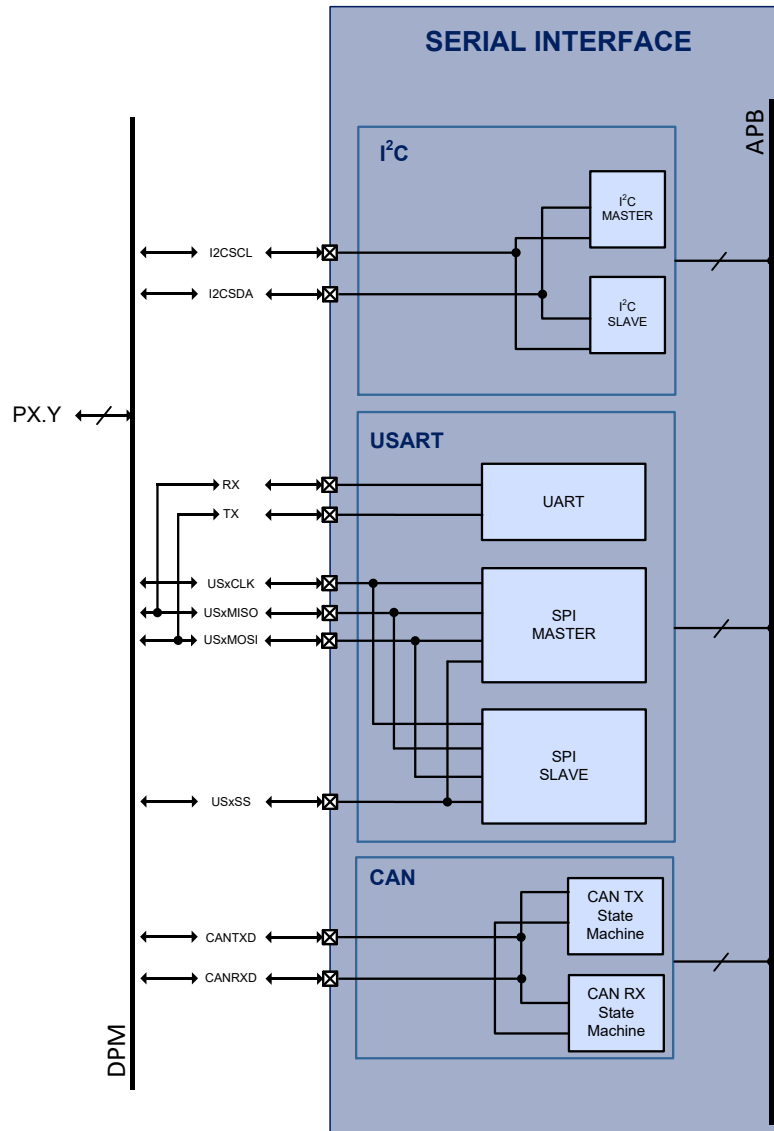 SERIAL INTERFACE
APB
I²C
I²C
MASTER
I2CSCL
I2CSDA
I²C
SLAVE
PX.Y
USART
RX
TX
UART
USxCLK
USxMISO
USxMOSI
SPI
MASTER
SPI
SLAVE
USxSS
CAN
CAN TX
State
Machine
CANTXD
CANRXD
CAN RX
State
Machine
DPM